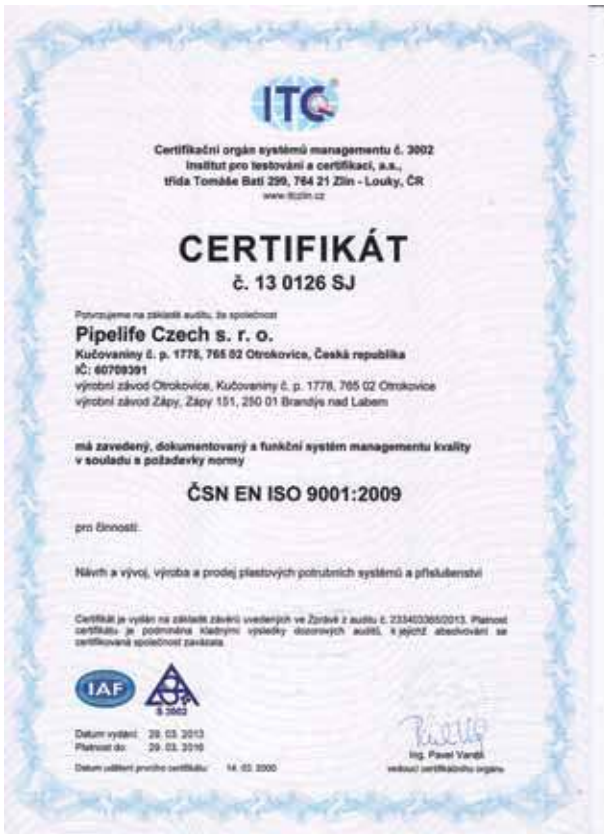 ITC
Certifikační orgán systémů managementu č. 3002
Institut pro testování a certifikaci, a.s.,
třída Tomáše Bati 299, 764 21 Zlín - Louky, ČR
www.itczlin.cz
CERTIFIKÁT
č. 13 0126 SJ
Potvrzujeme na základě auditu, že společnost
Pipelife Czech s. r. o.
Kučovaniny č. p. 1778, 765 02 Otrokovice, Česká republika
IČ: 60709391
výrobní závod Otrokovice, Kučovaniny č. p. 1778, 765 02 Otrokovice
výrobní závod Zápy, Zápy 151, 250 01 Brandýs nad Labem
má zavedený, dokumentovaný a funkční systém managementu kvality
v souladu s požadavky normy
ČSN EN ISO 9001:2009
pro činnosti:
Návrh a vývoj, výroba a prodej plastových potrubních systémů a příslušenství
Certifikát je vydán na základě závěrů uvedených ve Zprávě z auditu č. 233403365/2013. Platnost
certifikátu je podmíněna kladnými výsledky dozorových auditů, k jejichž absolvování se
certifikovaná společnost zavázala.
IAF
S 3002
Datum vydání: 29. 03. 2013
Platnost do: 29. 03. 2016
Ing. Pavel Vaněk
Datum udělení prvního certifikátu: 14. 02. 2000
vedoucí certifikačního orgánu